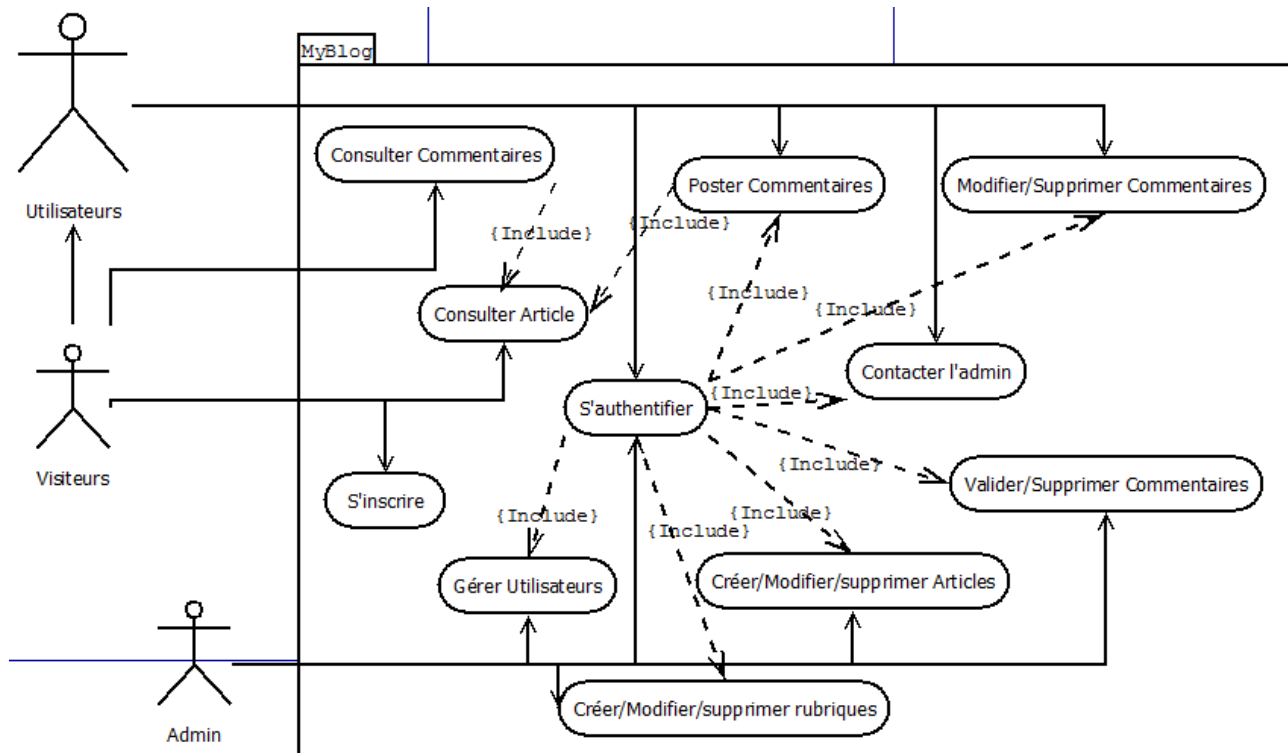 MyBlog
Consulter Commentaires
Poster Commentaires
Modifier/Supprimer Commentaires
Utilisateurs
{Include}
{Include}
{Include}
{Include}
Consulter Article
Contacter l'admin
{Include}
S'authentifier
Visiteurs
S'inscrire
{Include}
Valider/Supprimer Commentaires
{Include}
{Include}
{Include}
Gérer Utilisateurs
Créer/Modifier/supprimer Articles
Créer/Modifier/supprimer rubriques
Admin